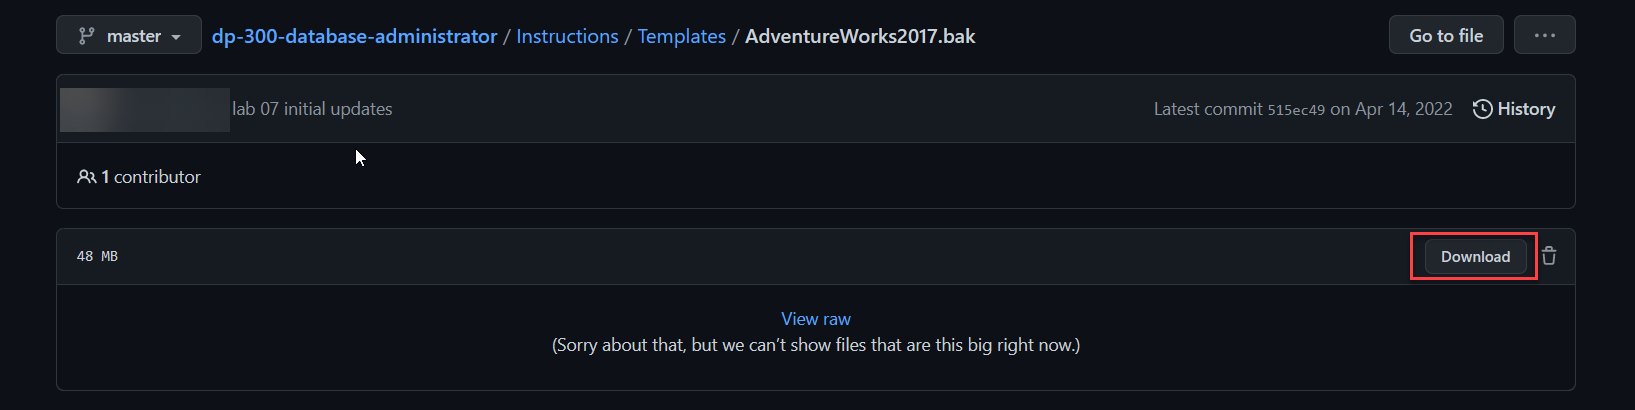 master dp-300-database-administrator / Instructions / Templates / AdventureWorks2017.bak Go to file ...
lab 07 initial updates Latest commit 515ec49 on Apr 14, 2022 History
1 contributor
48 MB Download
View raw
(Sorry about that, but we can’t show files that are this big right now.)